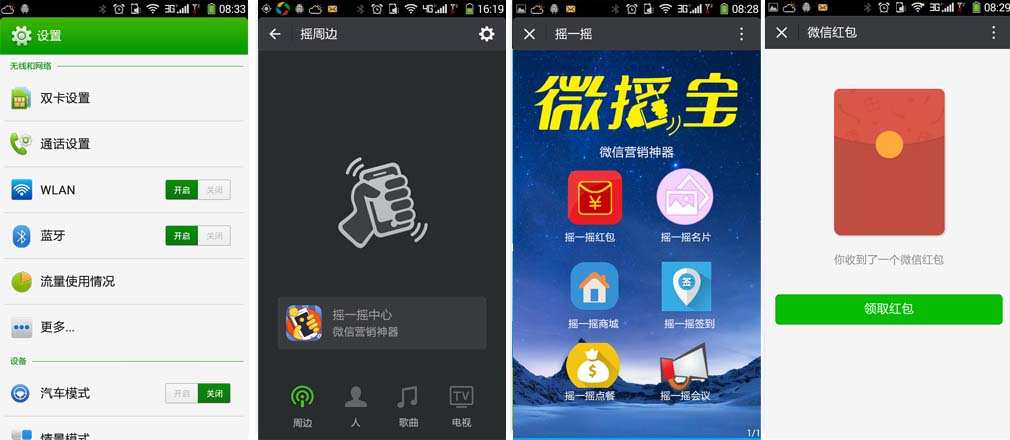 3G 08:33
设置
无线和网络
双卡设置
通话设置
WLAN 开启 关闭
蓝牙 开启 关闭
流量使用情况
更多...
设备
汽车模式 开启 关闭
情景模式
4G 16:19
摇周边
摇一摇中心
微信营销神器
周边 人 歌曲 电视
TV
3G 08:28
摇一摇
微摇宝
微信营销神器
摇一摇红包 摇一摇名片
签
摇一摇商城 摇一摇签到
摇一摇点餐 摇一摇会议
1/1
3G 08:29
微信红包
你收到了一个微信红包
领取红包